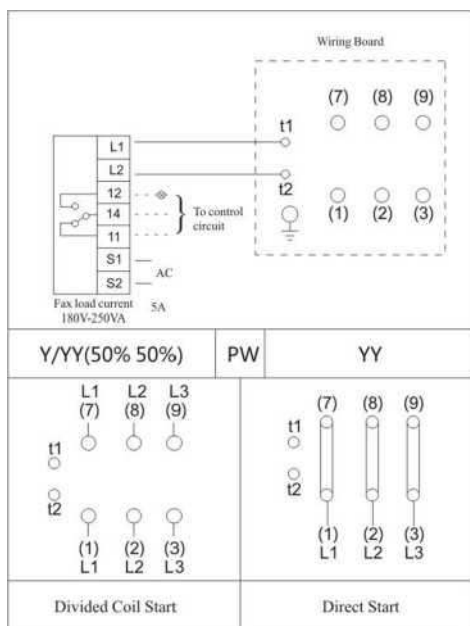 Wiring Board
(7) (8) (9)
t1
L1
L2
t2
12
14
11
To control
circuit
(1) (2) (3)
S1
AC
S2
Fax load current
180V-250VA
5A
Y/YY(50% 50%)
PW
YY
L1 L2 L3
(7) (8) (9)
t1
t2
(1) (2) (3)
L1 L2 L3
(7) (8) (9)
t1
t2
(1) (2) (3)
L1 L2 L3
Divided Coil Start
Direct Start